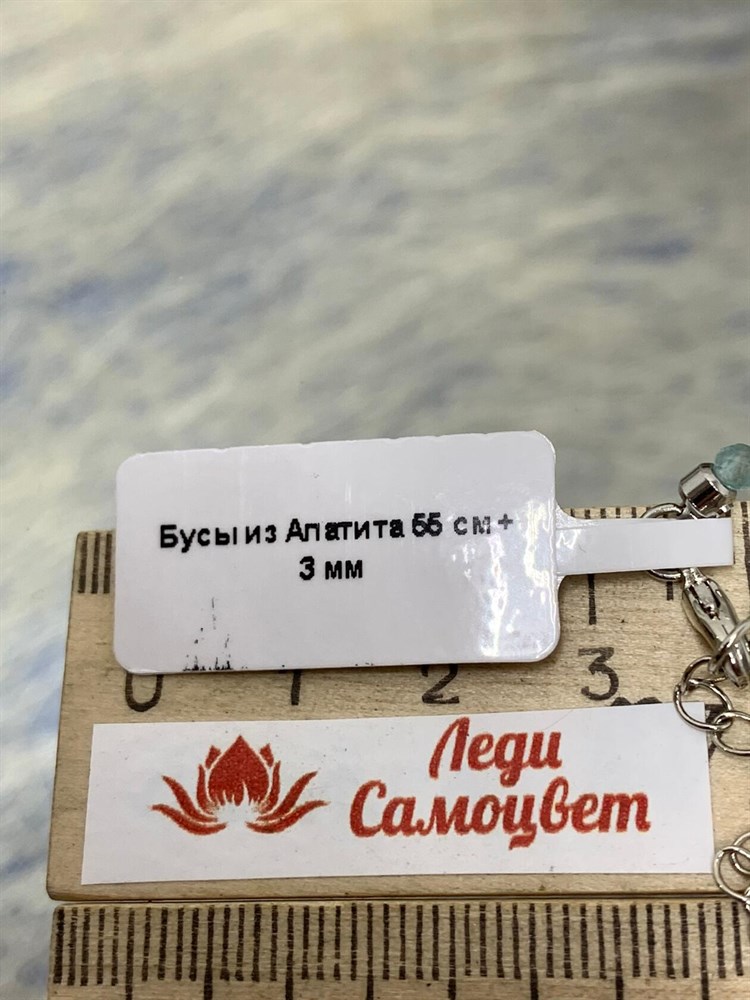 Бусы из Апатита 55 см +
3 мм
0 1 2 3
Леди
Самоцвет